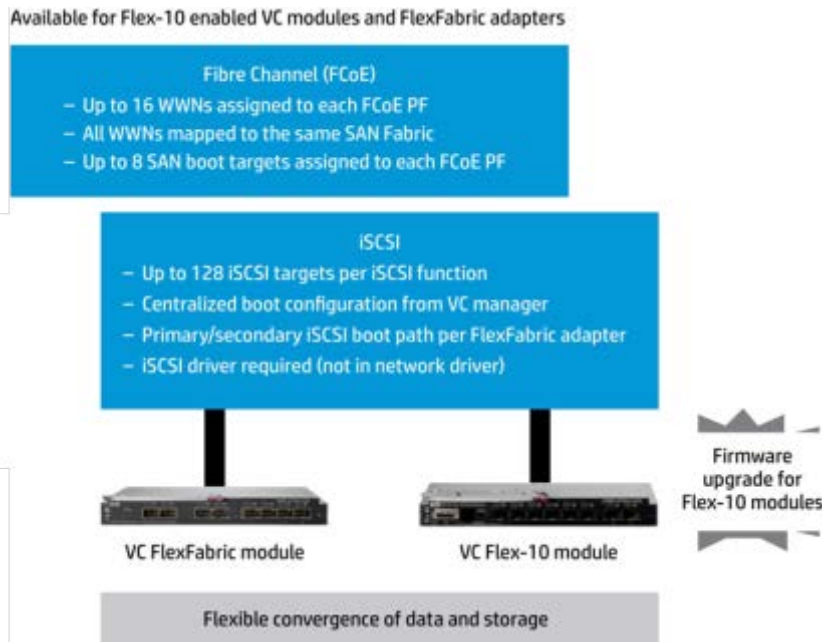 Available for Flex-10 enabled VC modules and FlexFabric adapters
Fibre Channel (FCoE)
– Up to 16 WWNs assigned to each FCoE PF
– All WWNs mapped to the same SAN Fabric
– Up to 8 SAN boot targets assigned to each FCoE PF
iSCSI
– Up to 128 iSCSI targets per iSCSI function
– Centralized boot configuration from VC manager
– Primary/secondary iSCSI boot path per FlexFabric adapter
– iSCSI driver required (not in network driver)
Firmware
upgrade for
Flex-10 modules
VC FlexFabric module
VC Flex-10 module
Flexible convergence of data and storage